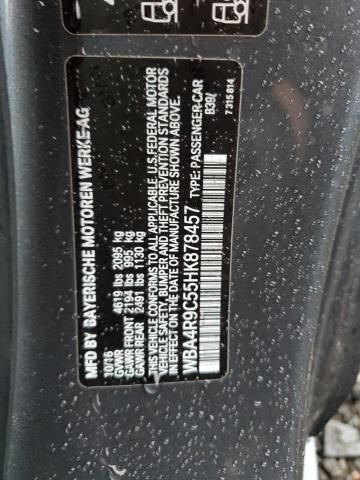 MFD BY BAYERISCHE MOTOREN WERKE-AG
10/16
GVWR 4619 lbs 2095 kg
GAWR FRONT 2194 lbs 995 kg
GAWR REAR 2491 lbs 1130 kg
THIS VEHICLE CONFORMS TO ALL APPLICABLE U.S. FEDERAL MOTOR
VEHICLE SAFETY, BUMPER AND THEFT PREVENTION STANDARDS
IN EFFECT ON THE DATE OF MANUFACTURE SHOWN ABOVE.
WBA4R9C55HK878457 TYPE: PASSENGER-CAR
B39/
7 315 814